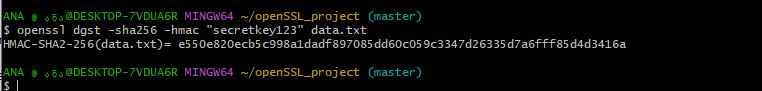 ANA @DESKTOP-7VDUA6R MINGW64 ~/openSSL_project (master)
$ openssl dgst -sha256 -hmac "secretkey123" data.txt
HMAC-SHA2-256(data.txt)= e550e820ecb5c998a1dadf897085dd60c059c3347d26335d7a6fff85d4d3416a
ANA @DESKTOP-7VDUA6R MINGW64 ~/openSSL_project (master)
$